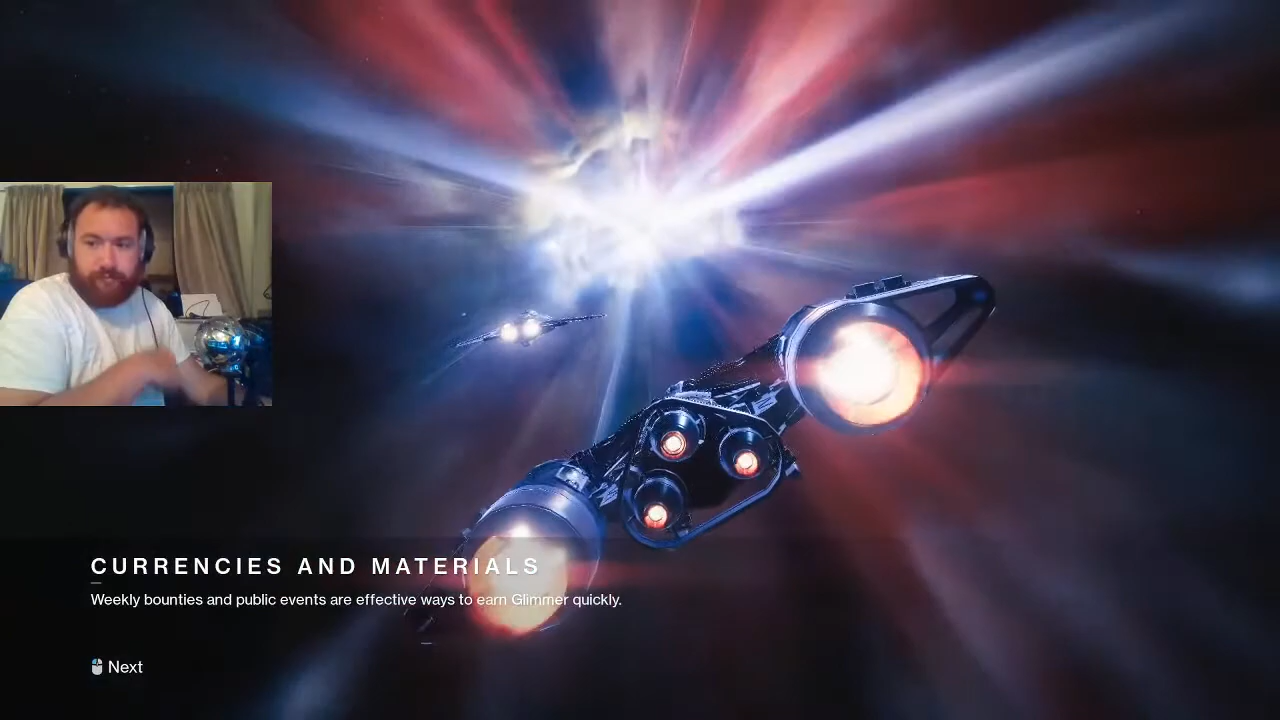 CURRENCIES AND MATERIALS
Weekly bounties and public events are effective ways to earn Glimmer quickly.
Next